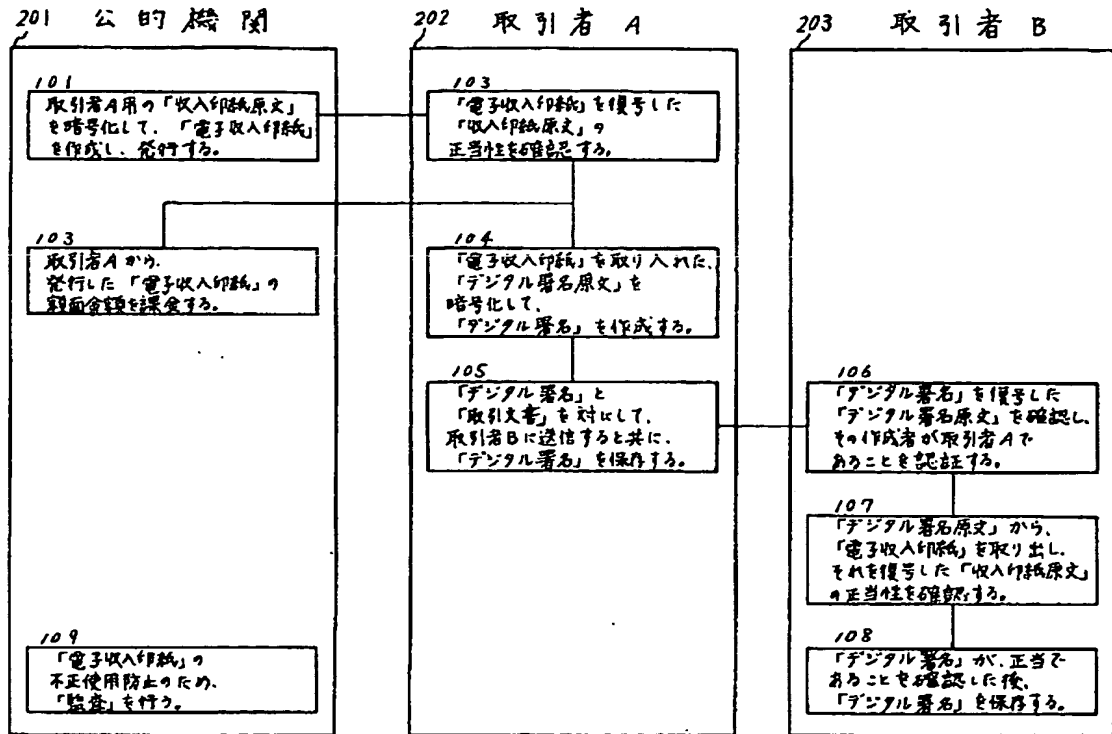 201 公的機関
202 取引者 A
203 取引者 B
101
取引者A用の「収入印紙原文」
を暗号化して、「電子収入印紙」
を作成し、発行する。
103
「電子収入印紙」を復号した
「収入印紙原文」の
正当性を確認する。
103
取引者Aから、
発行した「電子収入印紙」の
額面金額を課金する。
104
「電子収入印紙」を取り入れた、
「デジタル署名原文」を
暗号化して、
「デジタル署名」を作成する。
105
「デジタル署名」と
「取引文書」を対にして、
取引者Bに送信すると共に、
「デジタル署名」を保存する。
106
「デジタル署名」を復号した
「デジタル署名原文」を確認し、
その作成者が取引者Aで
あることを認証する。
107
「デジタル署名原文」から、
「電子収入印紙」を取り出し、
それを復号した「収入印紙原文」
の正当性を確認する。
108
「デジタル署名」が、正当で
あることを確認した後、
「デジタル署名」を保存する。
109
「電子収入印紙」の
不正使用防止のため、
「監査」を行う。